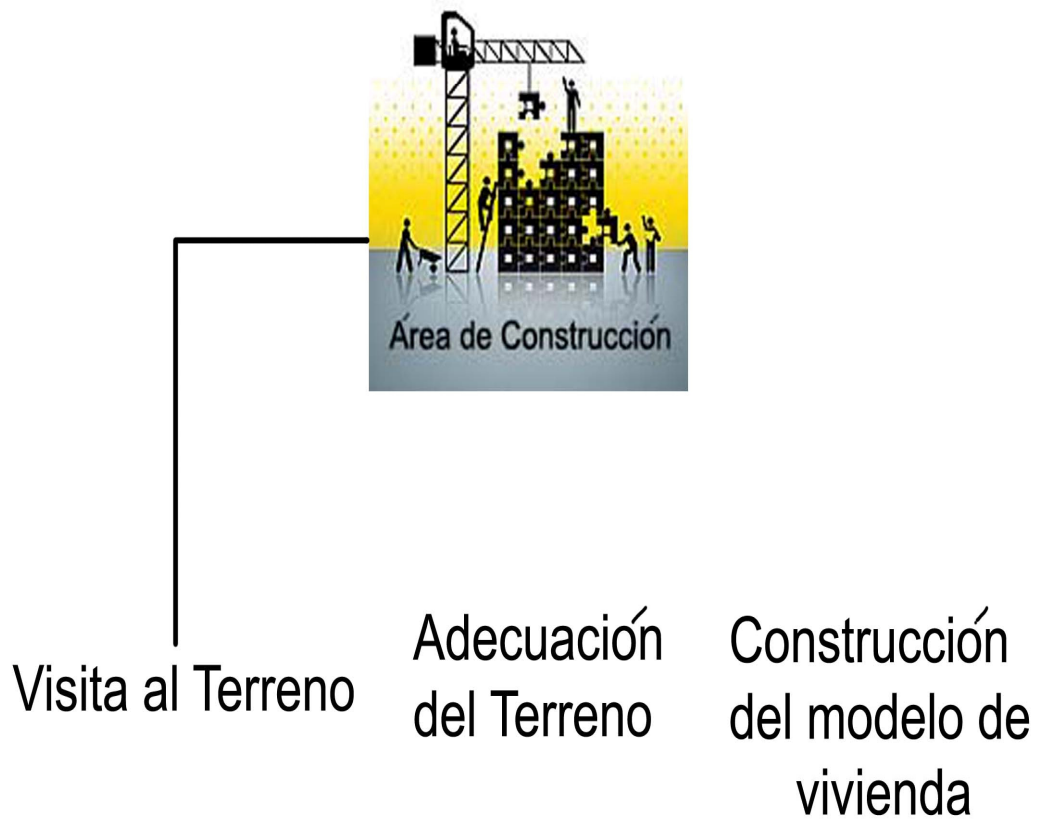 Área de Construcción
Visita al Terreno
Adecuación
del Terreno
Construcción
del modelo de
vivienda